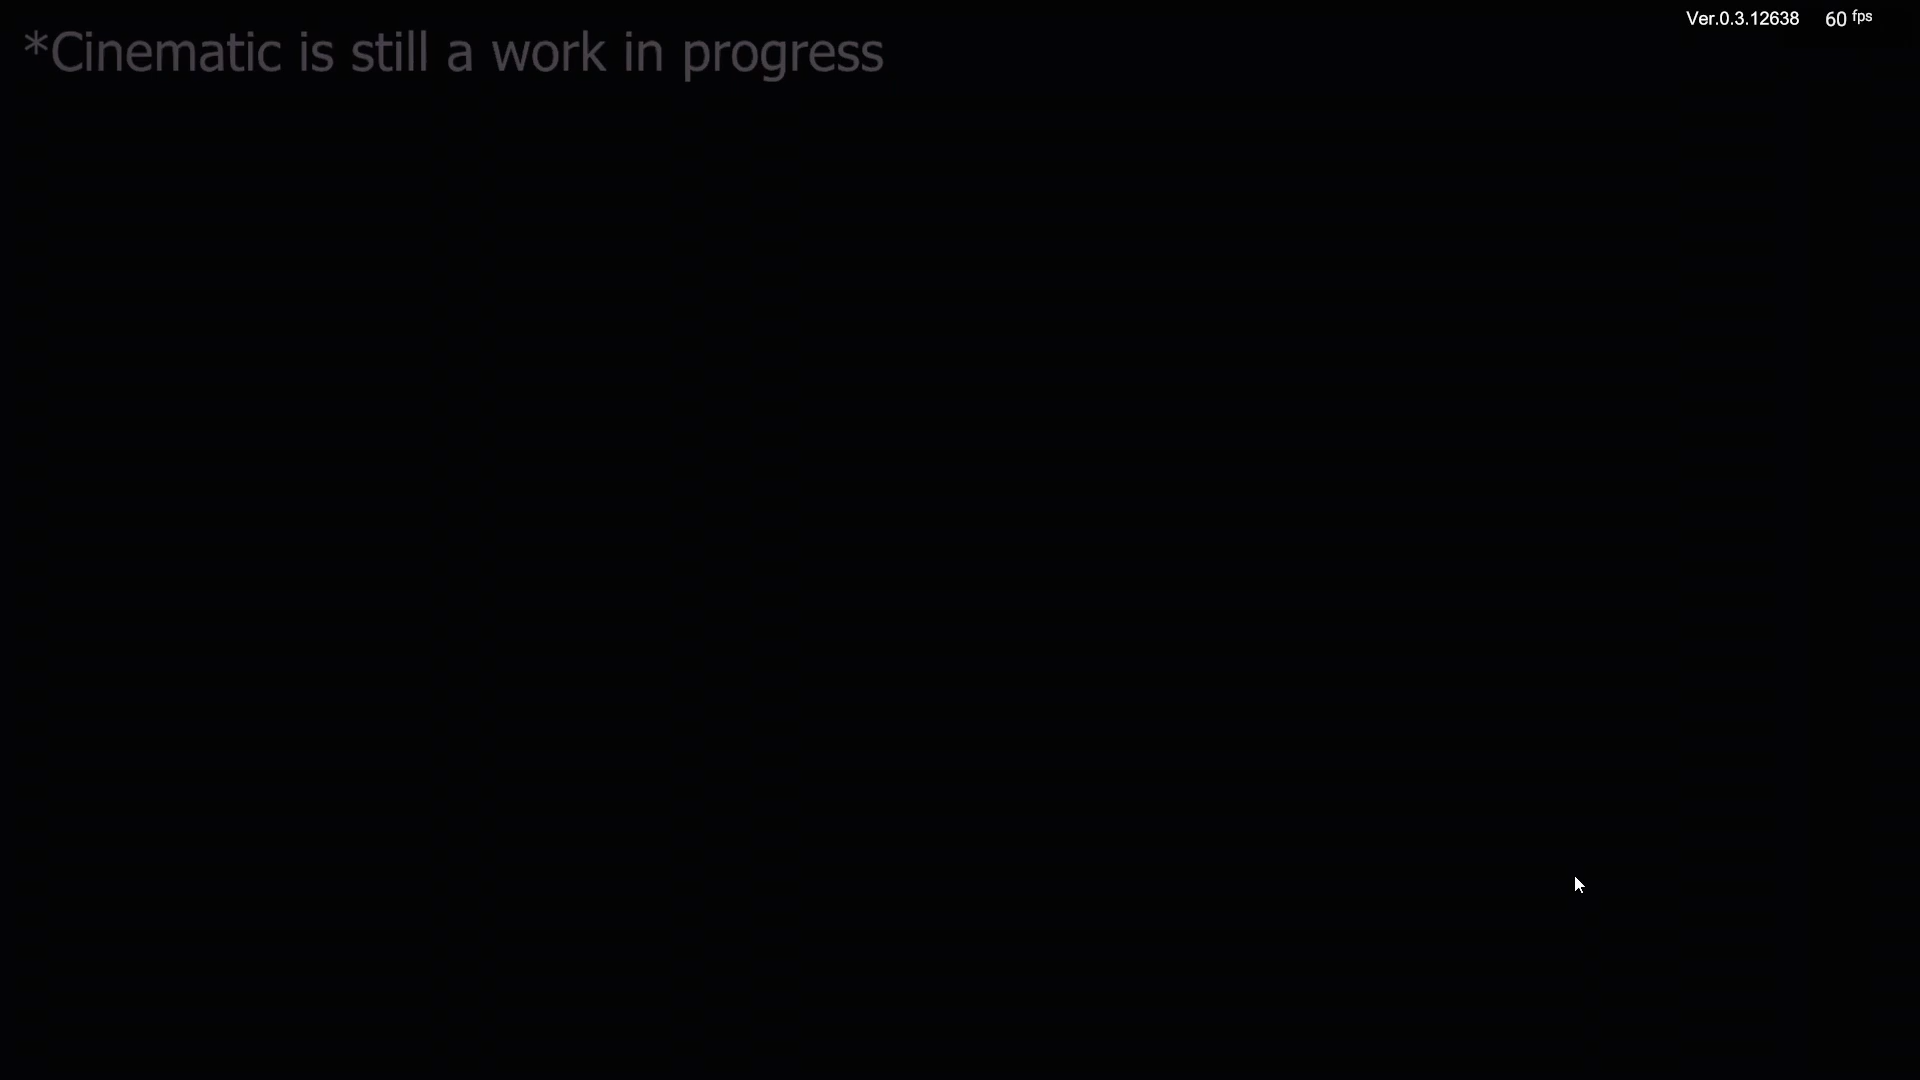 *Cinematic is still a work in progress
Ver.0.3.12638 60 fps